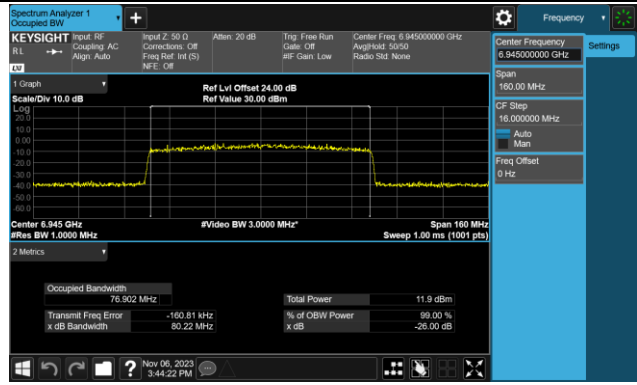 Spectrum Analyzer 1
Occupied BW
Frequency
KEYSIGHT
RL
LXI
Input: RF
Coupling: AC
Align: Auto
Input Z: 50 Ω
Corrections: Off
Freq Ref: Int (S)
NFE: Off
Atten: 20 dB
Trig: Free Run
Gate: Off
#IF Gain: Low
Center Freq: 6.945000000 GHz
Avg|Hold: 50/50
Radio Std: None
Center Frequency
6.945000000 GHz
Settings
Span
160.00 MHz
CF Step
16.000000 MHz
Auto
Man
Freq Offset
0 Hz
1 Graph
Scale/Div 10.0 dB
Ref Lvl Offset 24.00 dB
Ref Value 30.00 dBm
Log
20.0
10.0
0.00
-10.0
-20.0
-30.0
-40.0
-50.0
-60.0
Center 6.945 GHz
#Res BW 1.0000 MHz
#Video BW 3.0000 MHz*
Span 160 MHz
Sweep 1.00 ms (1001 pts)
2 Metrics
Occupied Bandwidth
76.902 MHz
Total Power 11.9 dBm
Transmit Freq Error -160.81 kHz
% of OBW Power 99.00 %
x dB Bandwidth 80.22 MHz
x dB -26.00 dB
?
Nov 06, 2023
3:44:22 PM